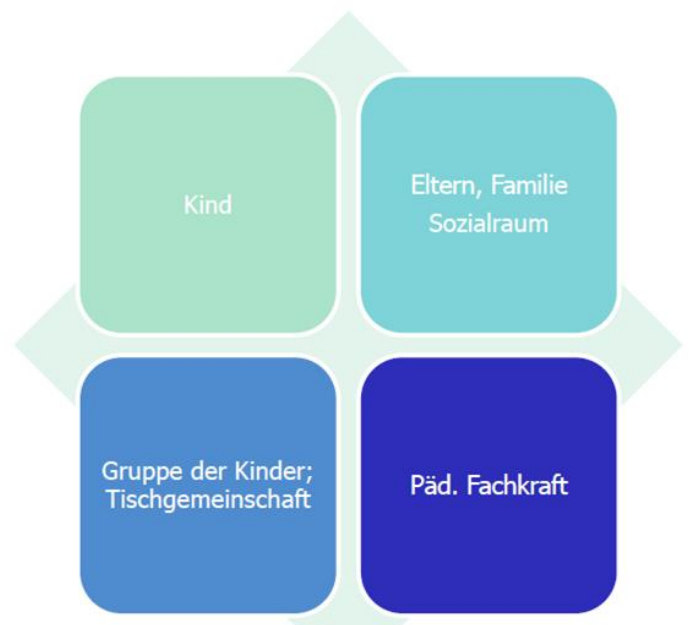 Kind
Eltern, Familie
Sozialraum
Gruppe der Kinder;
Tischgemeinschaft
Päd. Fachkraft